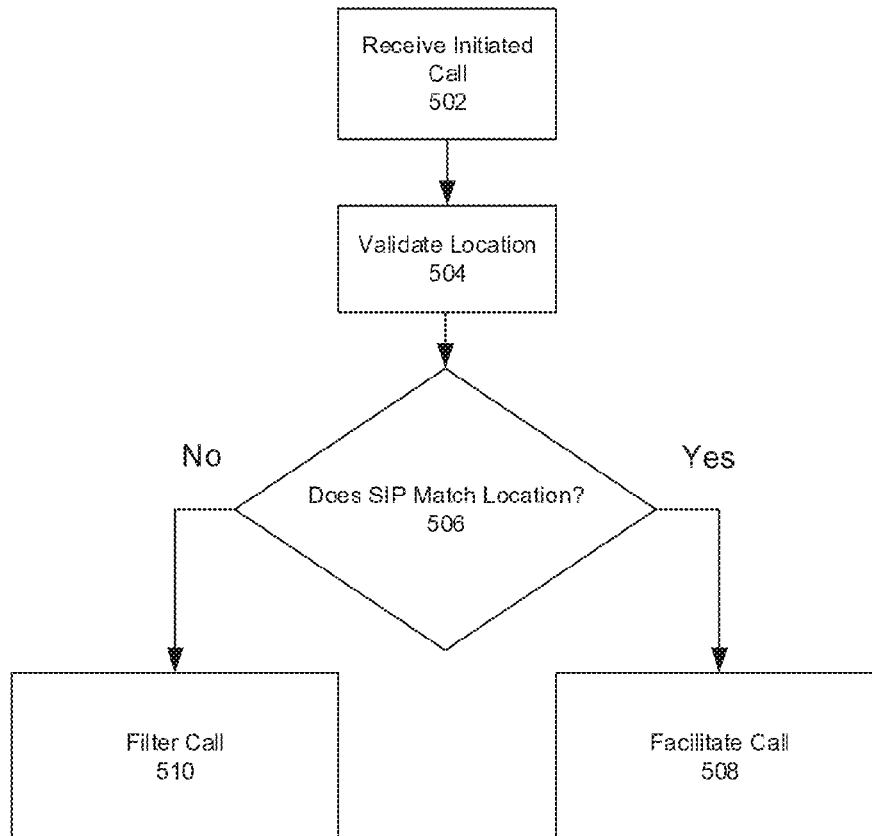 Receive Initiated
Call
502
Validate Location
504
No
Yes
Does SIP Match Location?
506
Filter Call
510
Facilitate Call
508